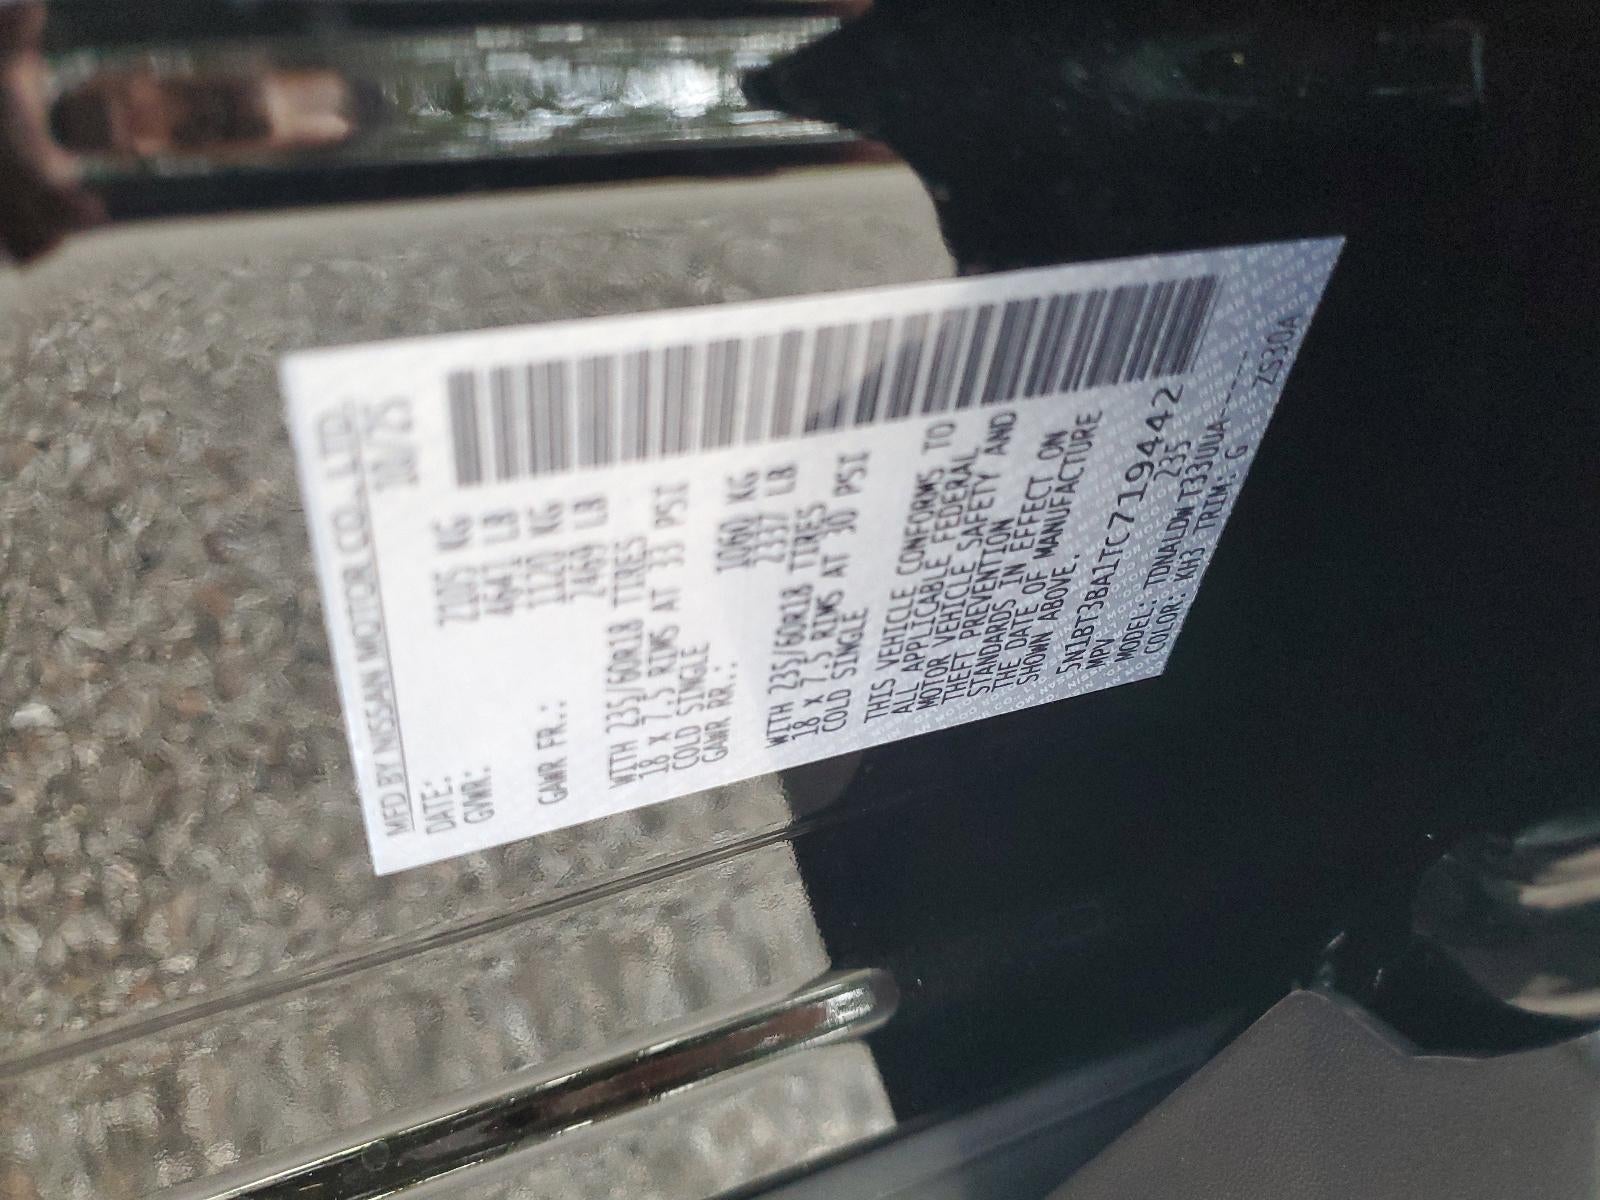 MFD BY NISSAN MOTOR CO., LTD.
DATE: 10/25
GVWR: 2105 KG
4641 LB
GAWR FR.: 1120 KG
2469 LB
WITH 235/60R18 TIRES
18 x 7.5 RIMS AT 33 PSI
COLD SINGLE
GAWR RR.: 1060 KG
2337 LB
WITH 235/60R18 TIRES
18 x 7.5 RIMS AT 30 PSI
COLD SINGLE
THIS VEHICLE CONFORMS TO
ALL APPLICABLE FEDERAL
MOTOR VEHICLE SAFETY AND
THEFT PREVENTION
STANDARDS IN EFFECT ON
THE DATE OF MANUFACTURE
SHOWN ABOVE.
5N1BT3BA1TC719442
MPV 235
MODEL:
COLOR: KH3 TRIM: G ZS30A